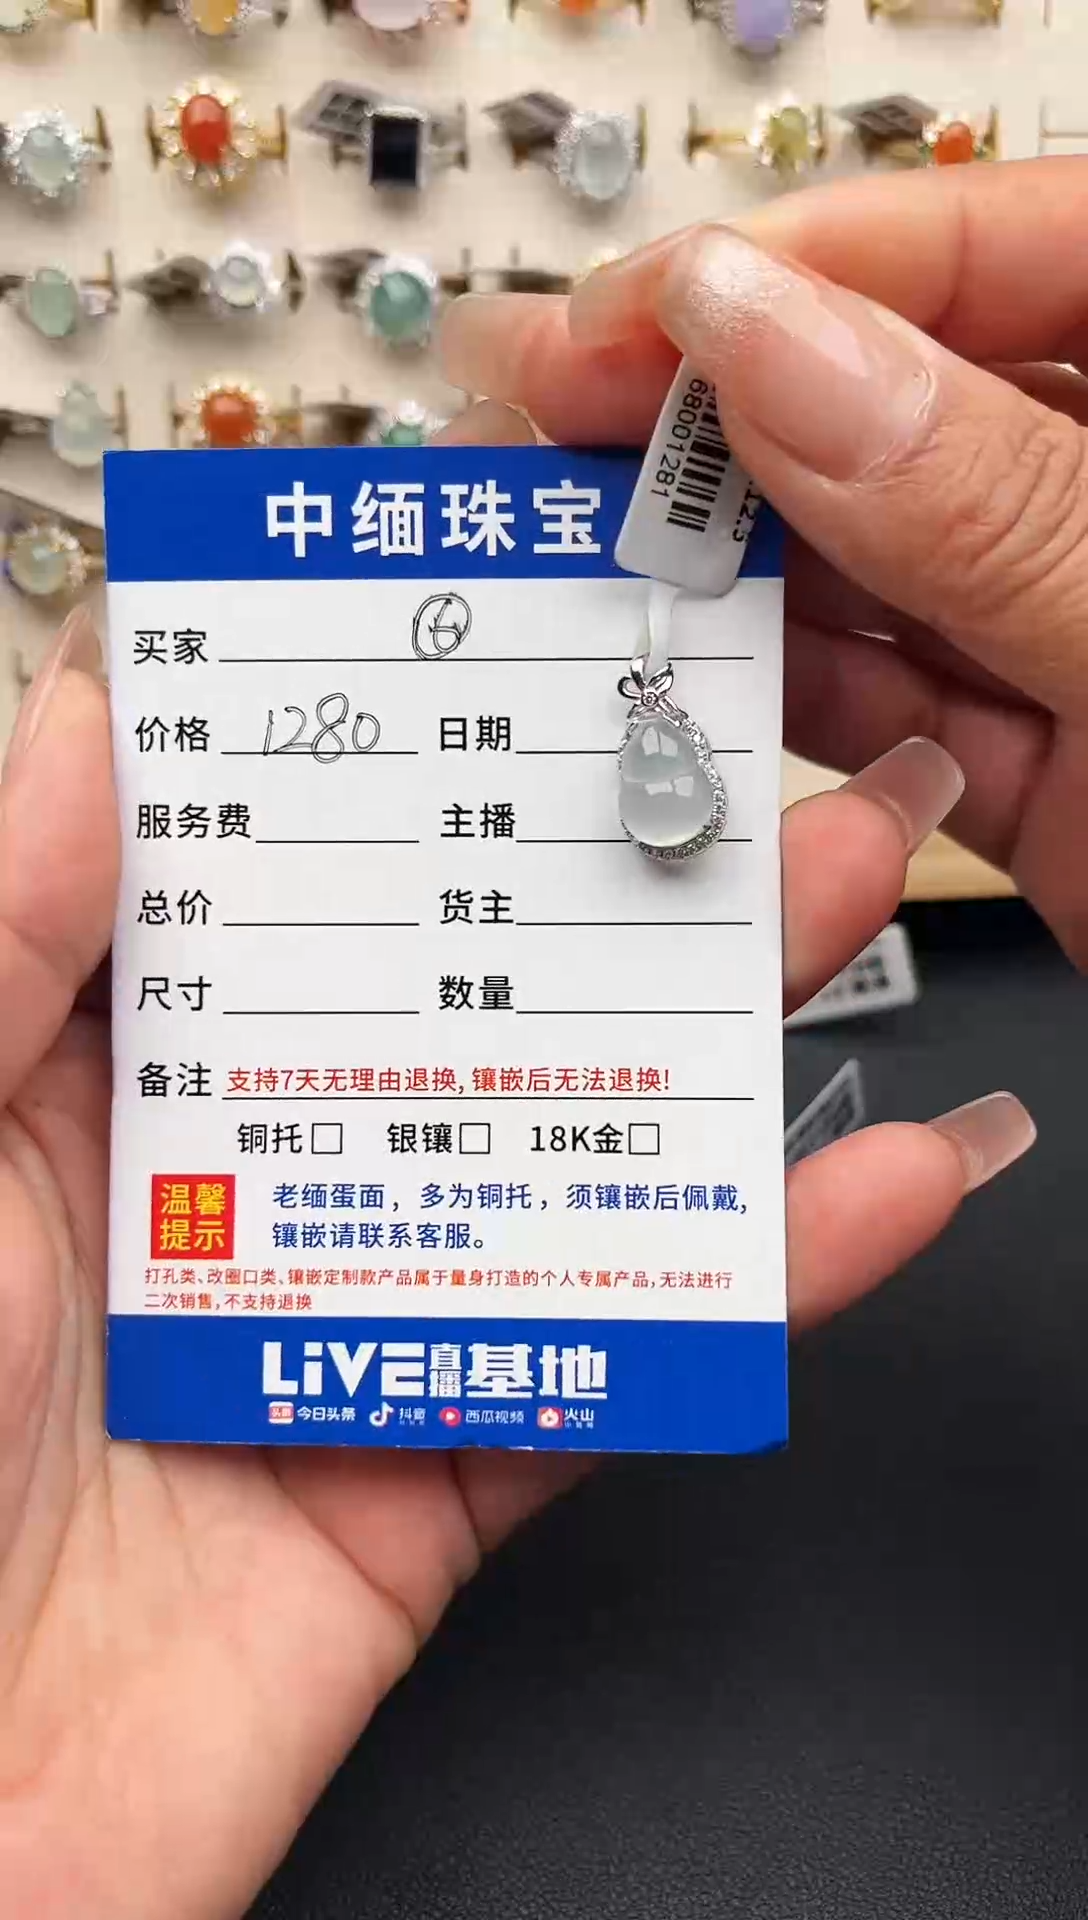 68001281
.12.5
中缅珠宝
买家 ⑥
价格 1280 日期
服务费 主播
总价 货主
尺寸 数量
备注 支持7天无理由退换,镶嵌后无法退换!
铜托□ 银镶□ 18K金□
温馨提示
老缅蛋面，多为铜托，须镶嵌后佩戴,
镶嵌请联系客服。
打孔类、改圈口类、镶嵌定制款产品属于量身打造的个人专属产品,无法进行
二次销售,不支持退换
LiVE直播基地
头条 今日头条 抖音 西瓜视频 火山